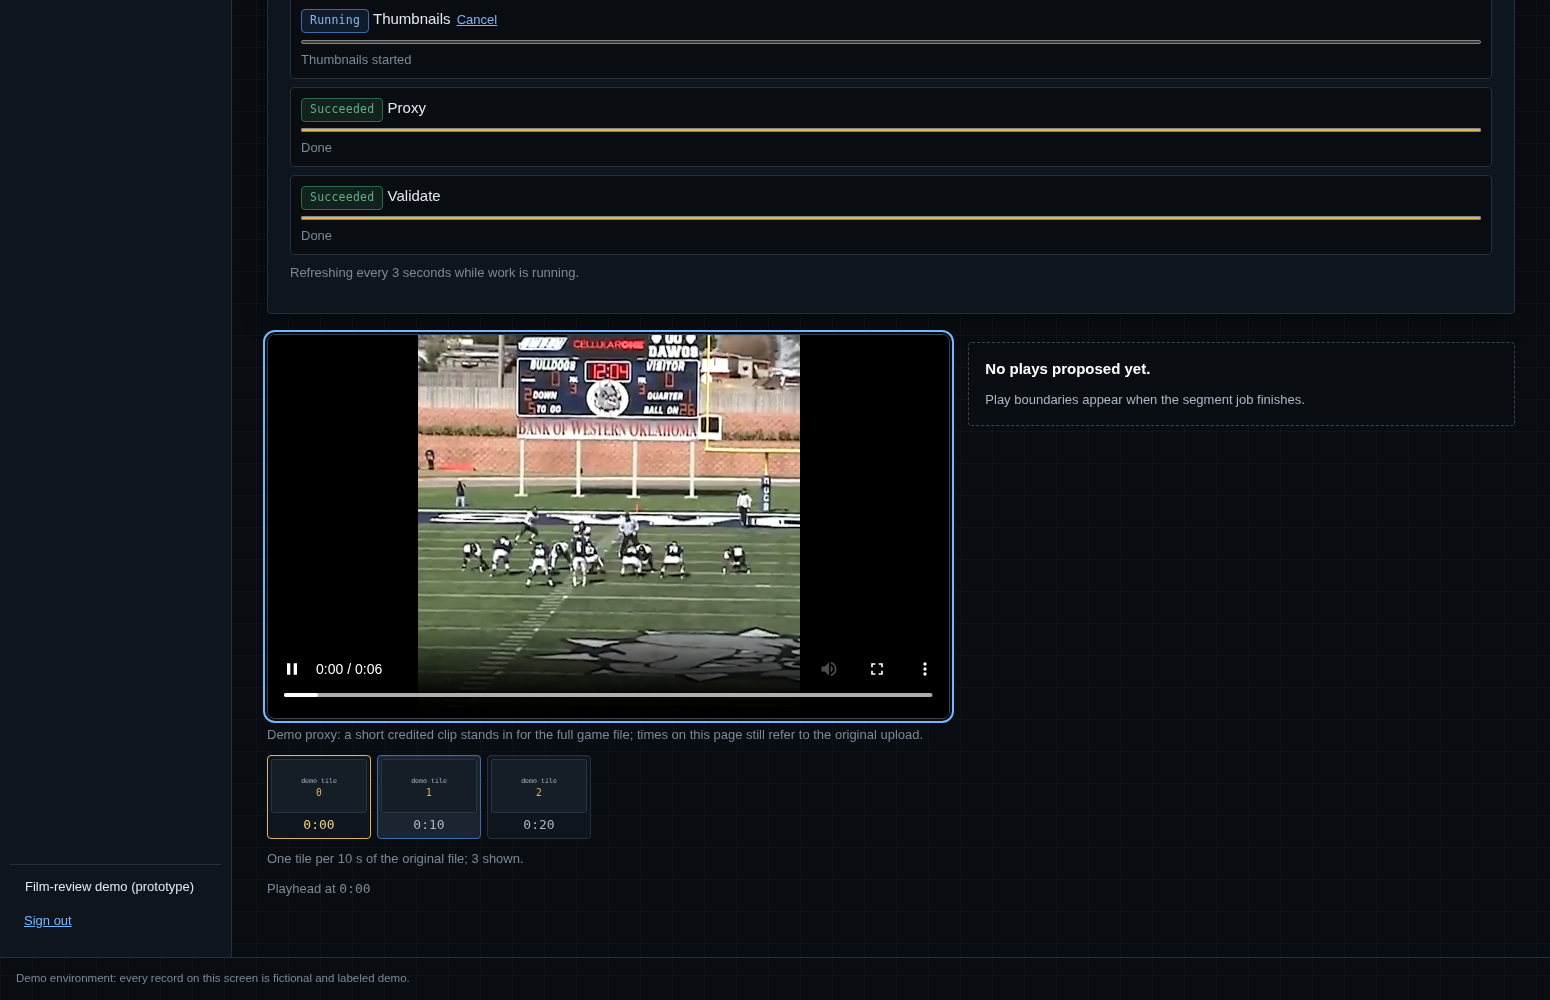 Running Thumbnails Cancel
Thumbnails started
Succeeded Proxy
Done
Succeeded Validate
Done
Refreshing every 3 seconds while work is running.
CELLULARONE
DAWGS
BULLDOGS 12:04 VISITOR
DOWN QUARTER
TO GO BALL ON
BANK OF WESTERN OKLAHOMA
0:00 / 0:06
No plays proposed yet.
Play boundaries appear when the segment job finishes.
Demo proxy: a short credited clip stands in for the full game file; times on this page still refer to the original upload.
demo tile
0
0:00
demo tile
1
0:10
demo tile
2
0:20
One tile per 10 s of the original file; 3 shown.
Playhead at 0:00
Film-review demo (prototype)
Sign out
Demo environment: every record on this screen is fictional and labeled demo.